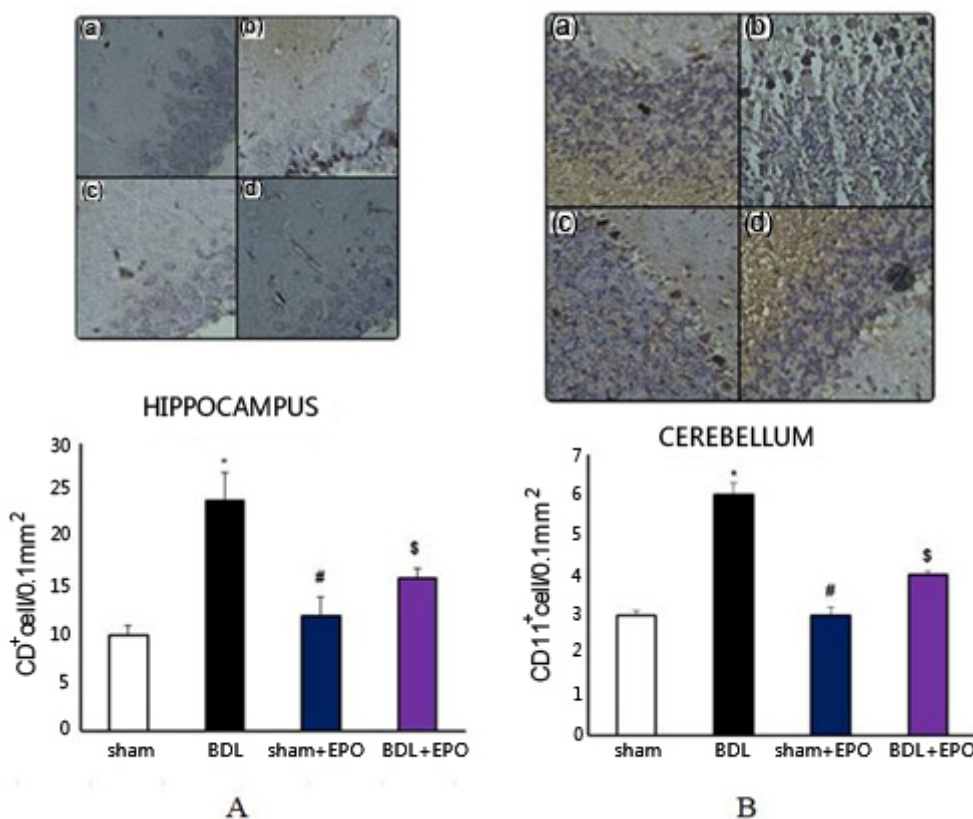 (a) (b)
(c) (d)
HIPPOCAMPUS
CD+cell/0.1mm2
30
25
20
15
10
5
0
*
#
$
sham BDL sham+EPO BDL+EPO
A
(a) (b)
(c) (d)
CEREBELLUM
CD11+cell/0.1mm2
7
6
5
4
3
2
1
0
*
#
$
sham BDL sham+EPO BDL+EPO
B